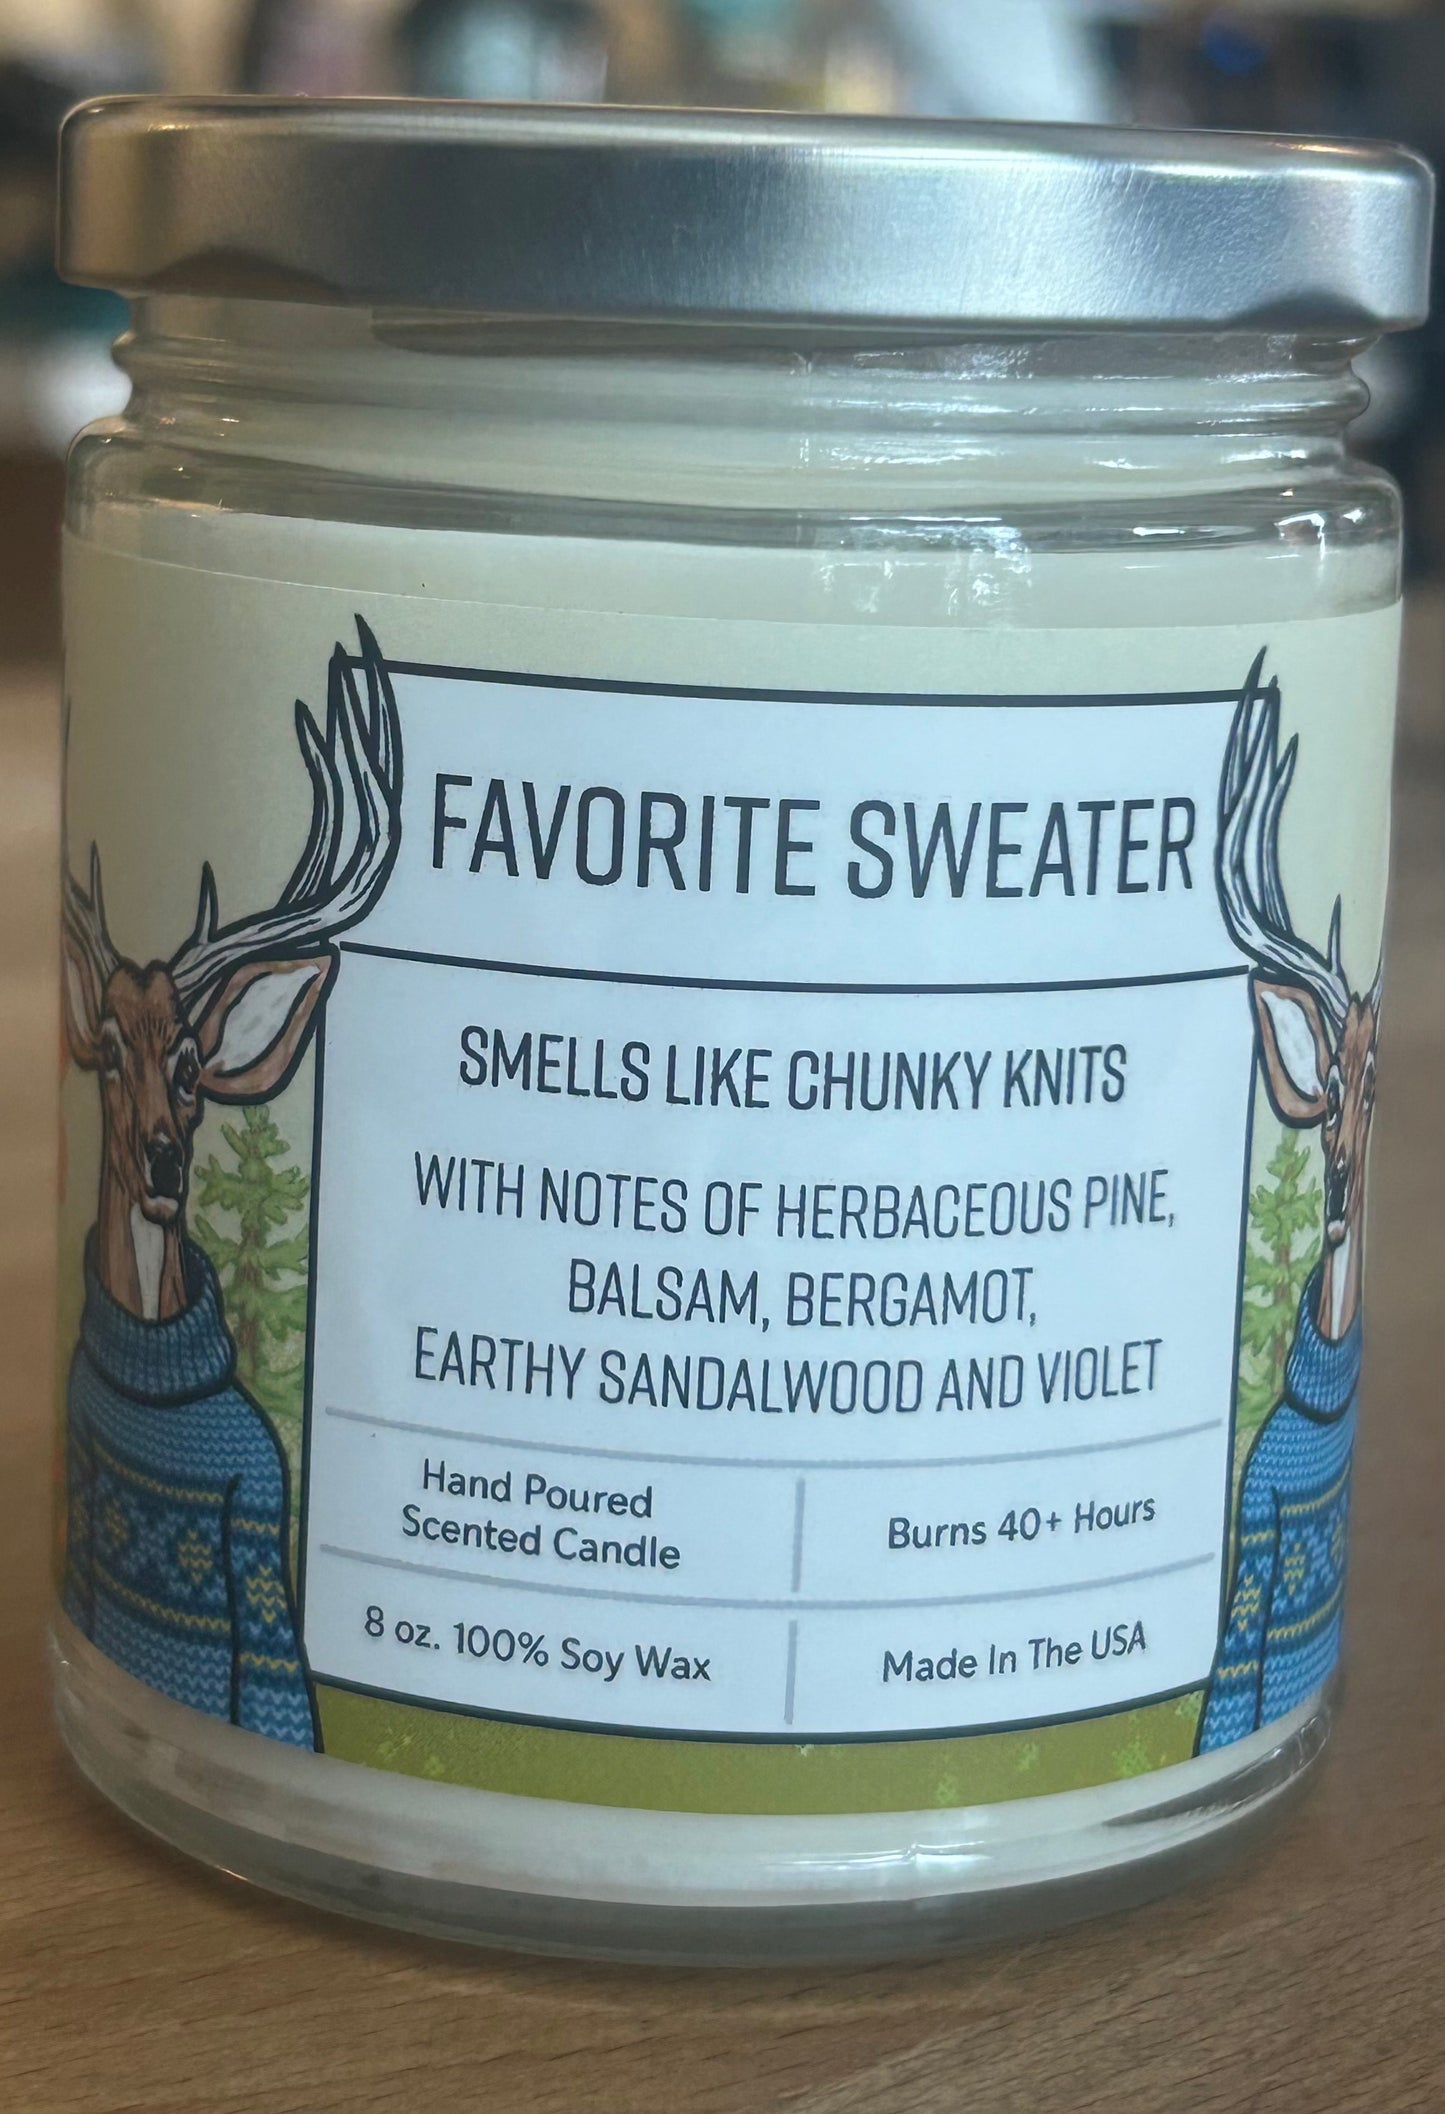 FAVORITE SWEATER
SMELLS LIKE CHUNKY KNITS
WITH NOTES OF HERBACEOUS PINE,
BALSAM, BERGAMOT,
EARTHY SANDALWOOD AND VIOLET
Hand Poured
Scented Candle
Burns 40+ Hours
8 oz. 100% Soy Wax
Made In The USA